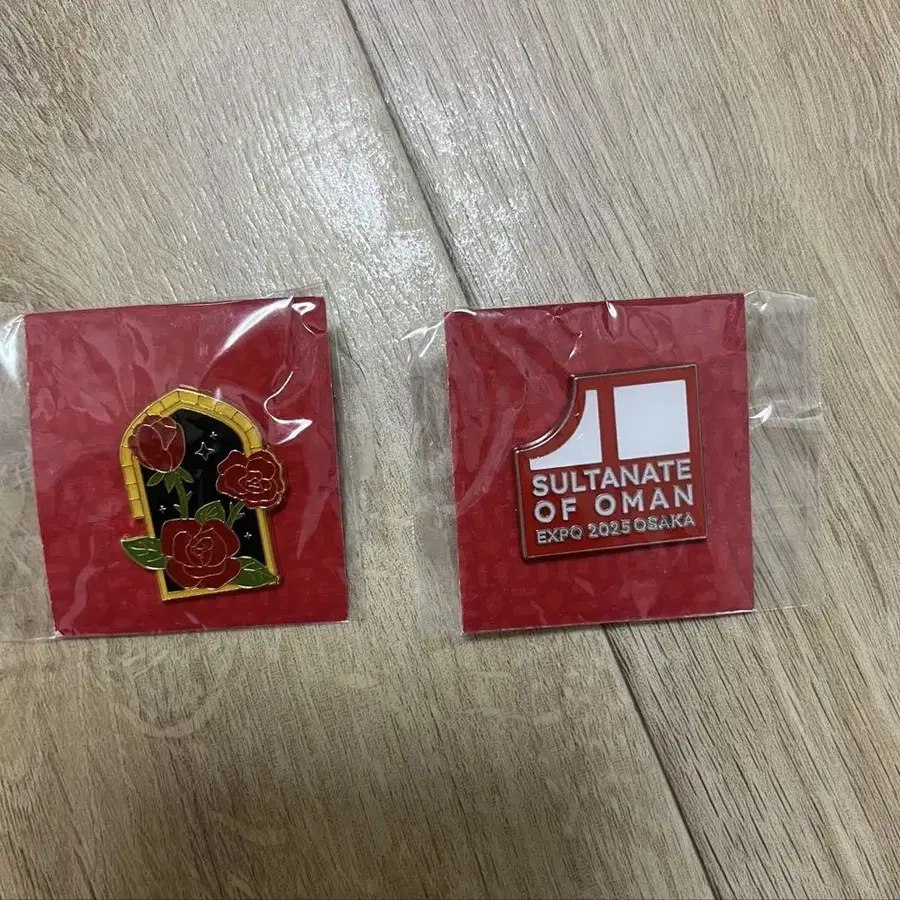 SULTANATE
OF OMAN
EXPO 2025 OSAKA